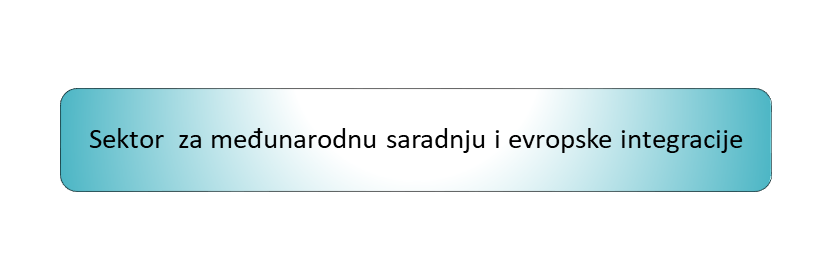 Sektor  za međunarodnu saradnju i evropske integracije